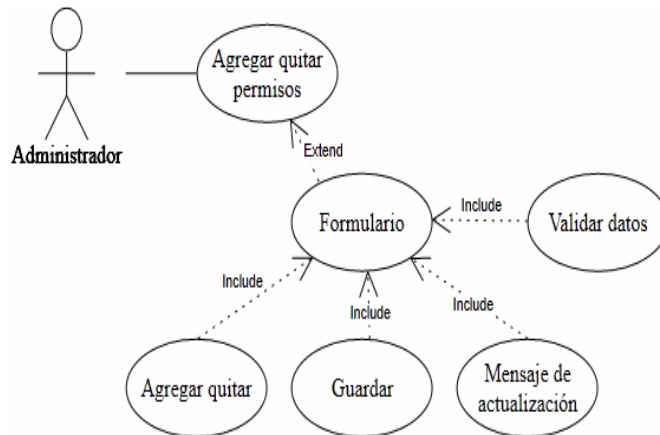 Agregar quitar
permisos
Administrador
Extend
Formulario
Include
Validar datos
Include
Include
Include
Agregar quitar
Guardar
Mensaje de
actualización